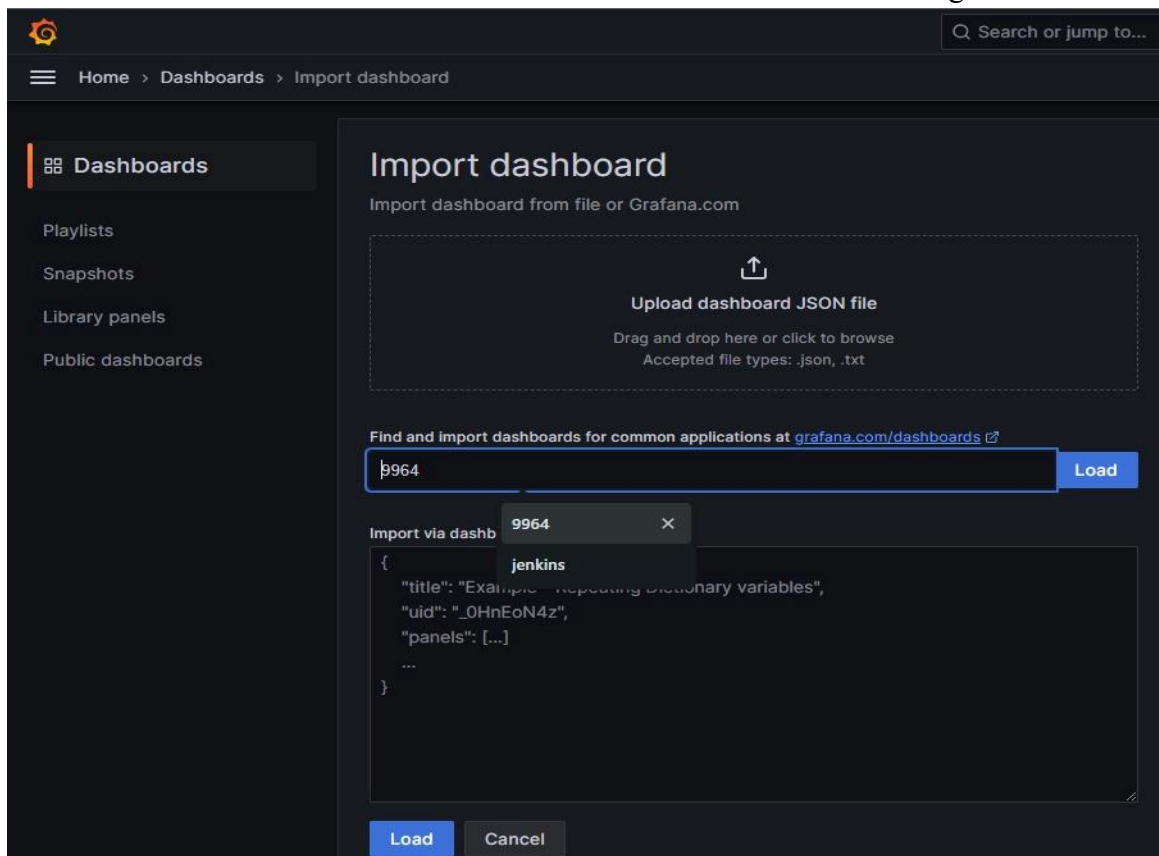 Search or jump to...
Home > Dashboards > Import dashboard
Dashboards
Playlists
Snapshots
Library panels
Public dashboards
Import dashboard
Import dashboard from file or Grafana.com
Upload dashboard JSON file
Drag and drop here or click to browse
Accepted file types: .json, .txt
Find and import dashboards for common applications at grafana.com/dashboards
9964
Load
9964
jenkins
Import via dashb
{
"title": "Example - Repeating Dictionary variables",
"uid": "_0HnEoN4z",
"panels": [...]
...
}
Load
Cancel